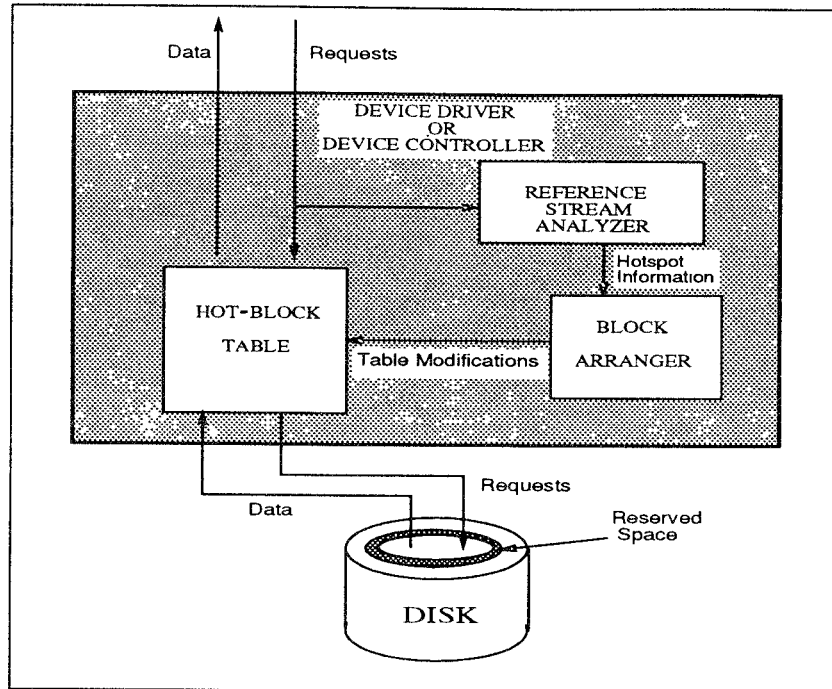 Data
Requests
DEVICE DRIVER
OR
DEVICE CONTROLLER
REFERENCE
STREAM
ANALYZER
Hotspot
Information
HOT-BLOCK
TABLE
BLOCK
ARRANGER
Table Modifications
Requests
Data
Reserved
Space
DISK